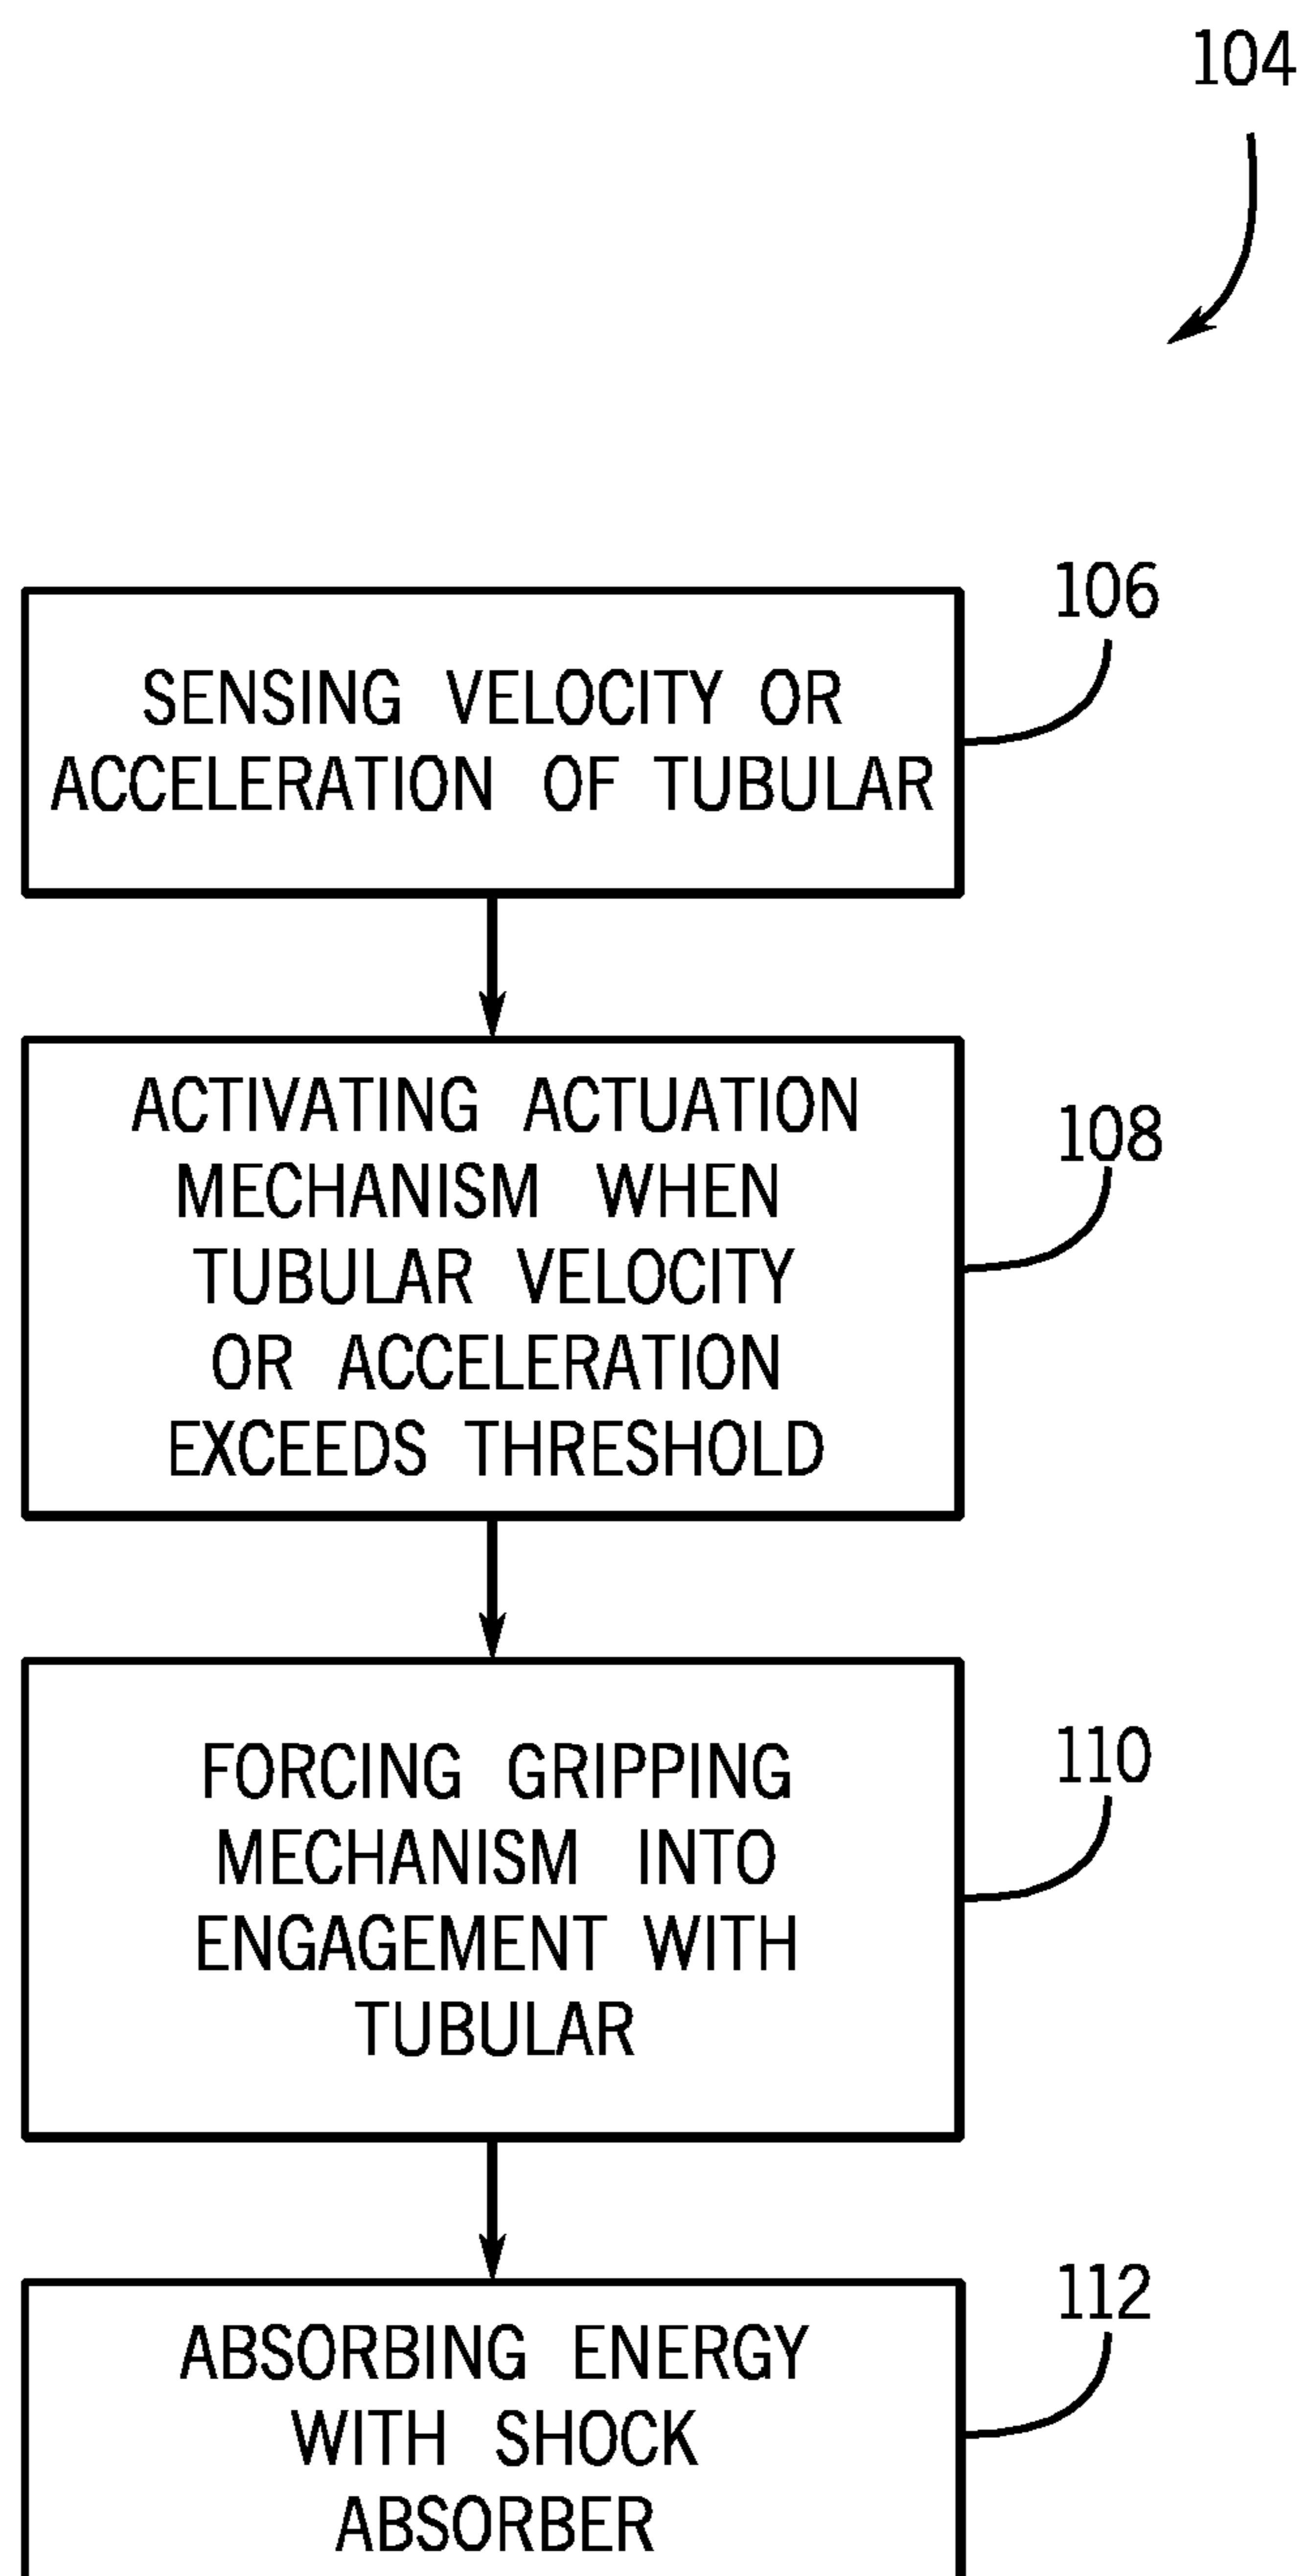 104
106
SENSING VELOCITY OR
ACCELERATION OF TUBULAR
108
ACTIVATING ACTUATION
MECHANISM WHEN
TUBULAR VELOCITY
OR ACCELERATION
EXCEEDS THRESHOLD
110
FORCING GRIPPING
MECHANISM INTO
ENGAGEMENT WITH
TUBULAR
112
ABSORBING ENERGY
WITH SHOCK
ABSORBER